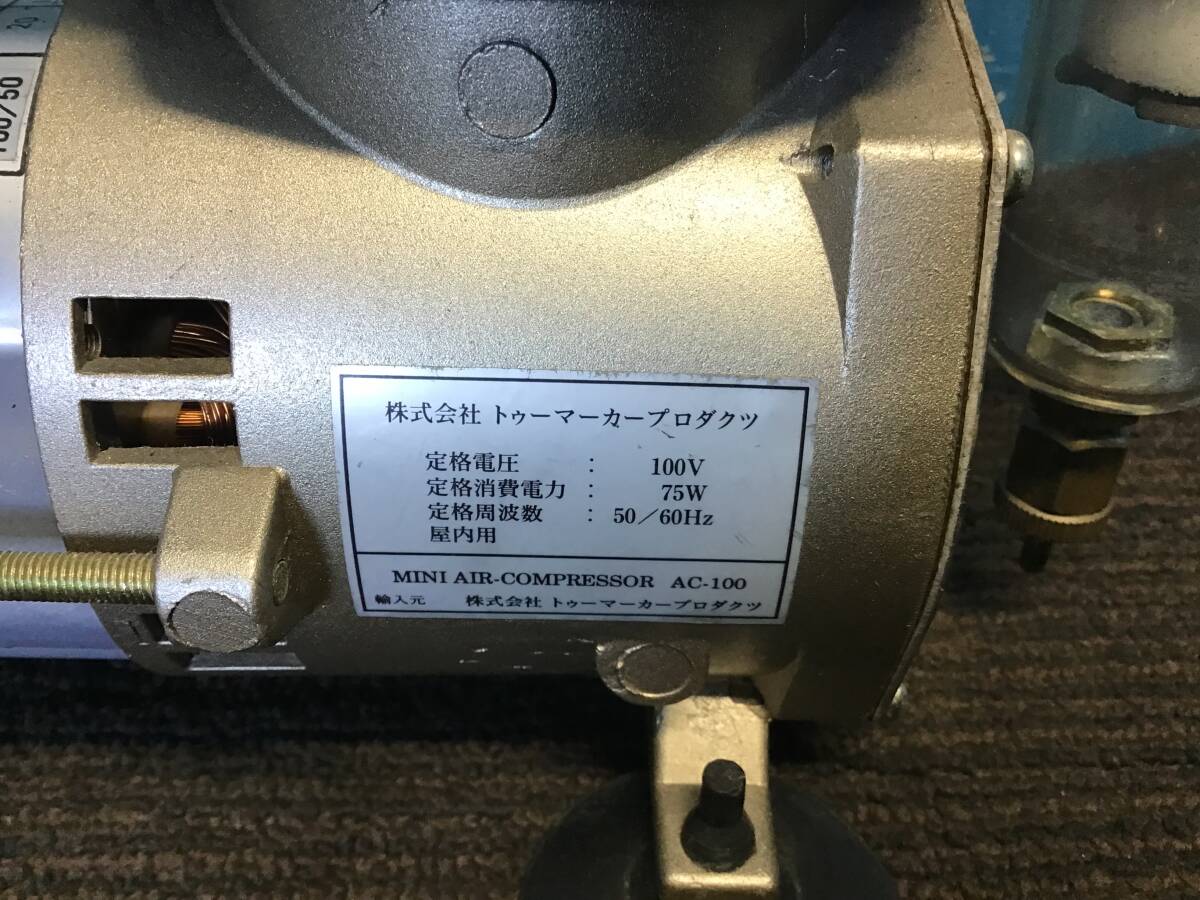 株式会社 トゥーマーカープロダクツ
定格電圧 : 100V
定格消費電力 : 75W
定格周波数 : 50／60Hz
屋内用
MINI AIR-COMPRESSOR AC-100
輸入元 株式会社 トゥーマーカープロダクツ
100/50
20